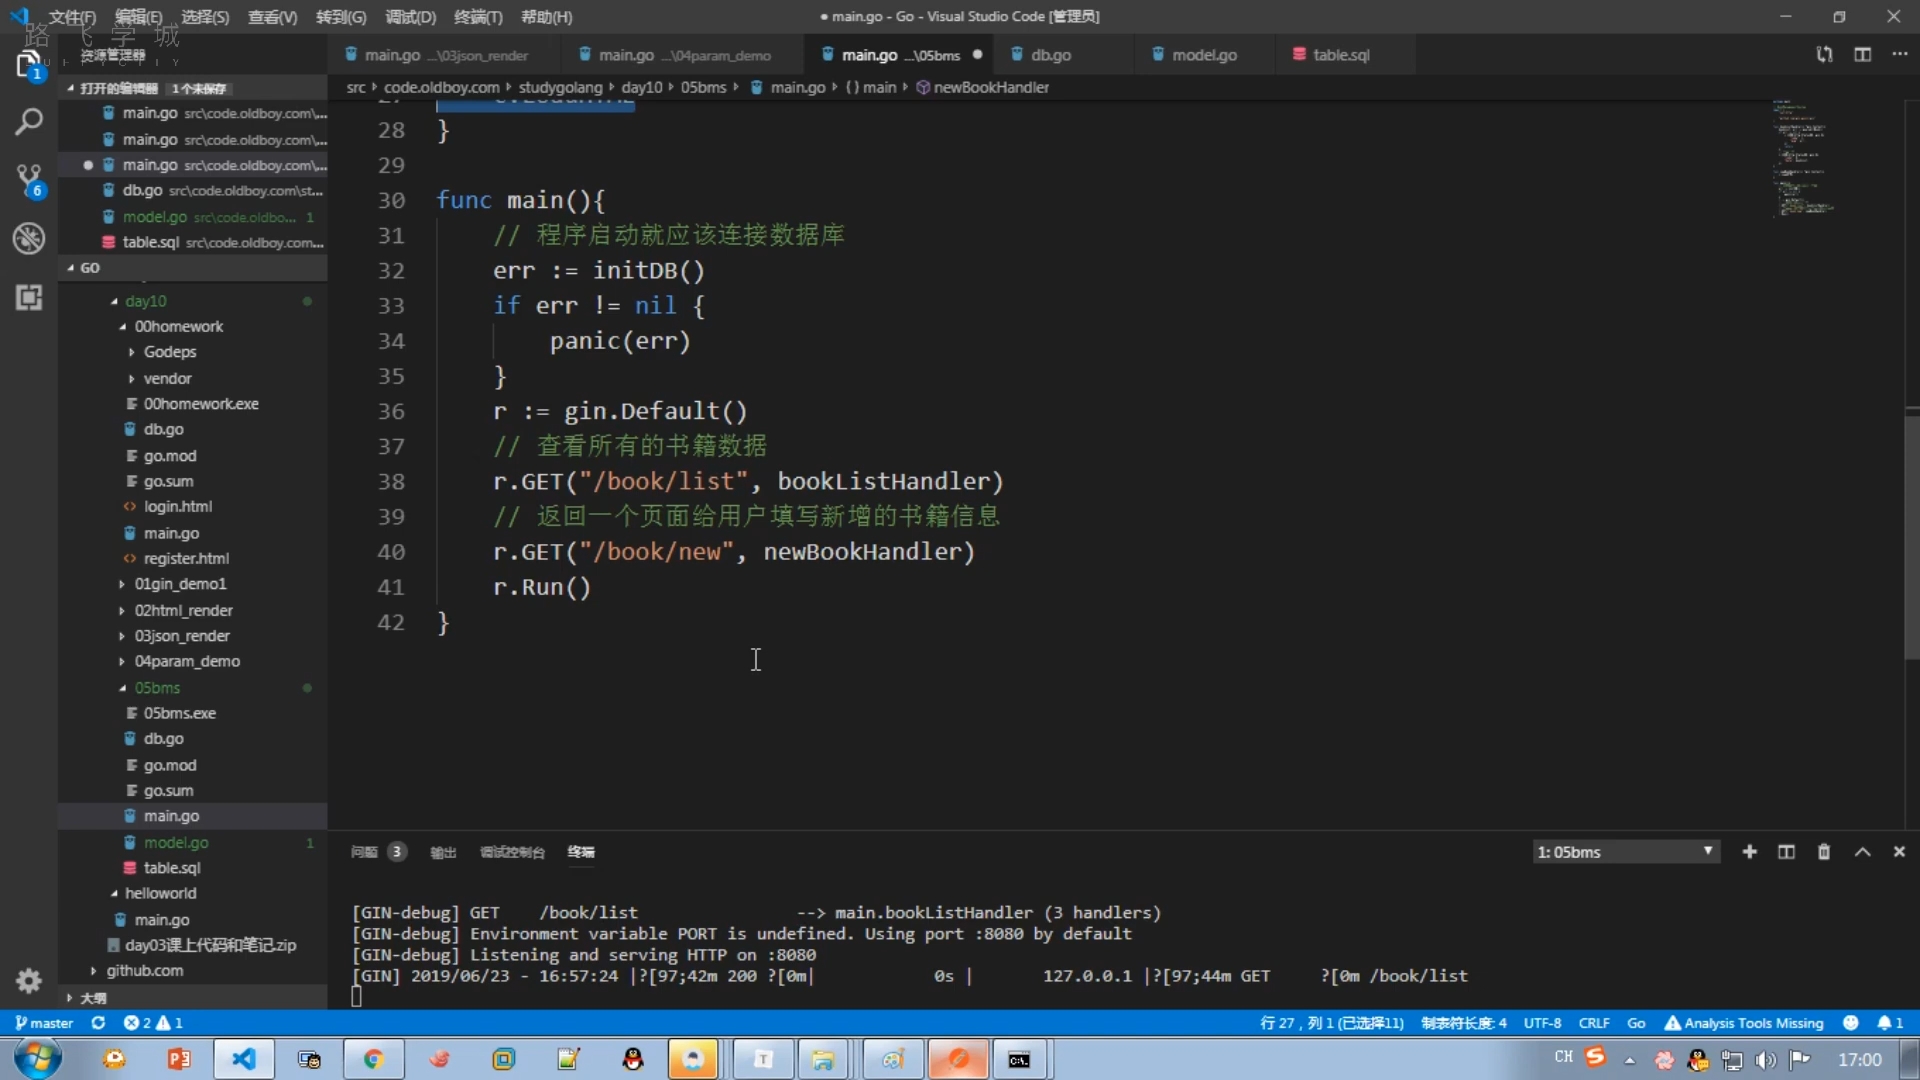 文件(F) 编辑(E) 选择(S) 查看(V) 转到(G) 调试(D) 终端(T) 帮助(H)
● main.go - Go - Visual Studio Code [管理员]
路飞学城
资源管理器
main.go ...\03json_render
main.go ...\04param_demo
main.go ...\05bms ●
db.go
model.go
table.sql
打开的编辑器 1 个未保存
main.go src\code.oldboy.com\...
main.go src\code.oldboy.com\...
main.go src\code.oldboy.com\...
db.go src\code.oldboy.com\st...
model.go src\code.oldbo... 1
table.sql src\code.oldboy.com...
GO
day10
00homework
Godeps
vendor
00homework.exe
db.go
go.mod
go.sum
login.html
main.go
register.html
01gin_demo1
02html_render
03json_render
04param_demo
05bms
05bms.exe
db.go
go.mod
go.sum
main.go
model.go 1
table.sql
helloworld
main.go
day03课上代码和笔记.zip
github.com
大纲
src code.oldboy.com studygolang day10 05bms main.go {} main newBookHandler
28 }
29
30 func main(){
31 // 程序启动就应该连接数据库
32 err := initDB()
33 if err != nil {
34 panic(err)
35 }
36 r := gin.Default()
37 // 查看所有的书籍数据
38 r.GET("/book/list", bookListHandler)
39 // 返回一个页面给用户填写新增的书籍信息
40 r.GET("/book/new", newBookHandler)
41 r.Run()
42 }
问题 3 输出 调试控制台 终端
1: 05bms
[GIN-debug] GET /book/list --> main.bookListHandler (3 handlers)
[GIN-debug] Environment variable PORT is undefined. Using port :8080 by default
[GIN-debug] Listening and serving HTTP on :8080
[GIN] 2019/06/23 - 16:57:24 |?[97;42m 200 ?[0m| 0s | 127.0.0.1 |?[97;44m GET ?[0m /book/list
master 2 1
行 27，列 1 (已选择11) 制表符长度: 4 UTF-8 CRLF Go Analysis Tools Missing 1
CH 17:00